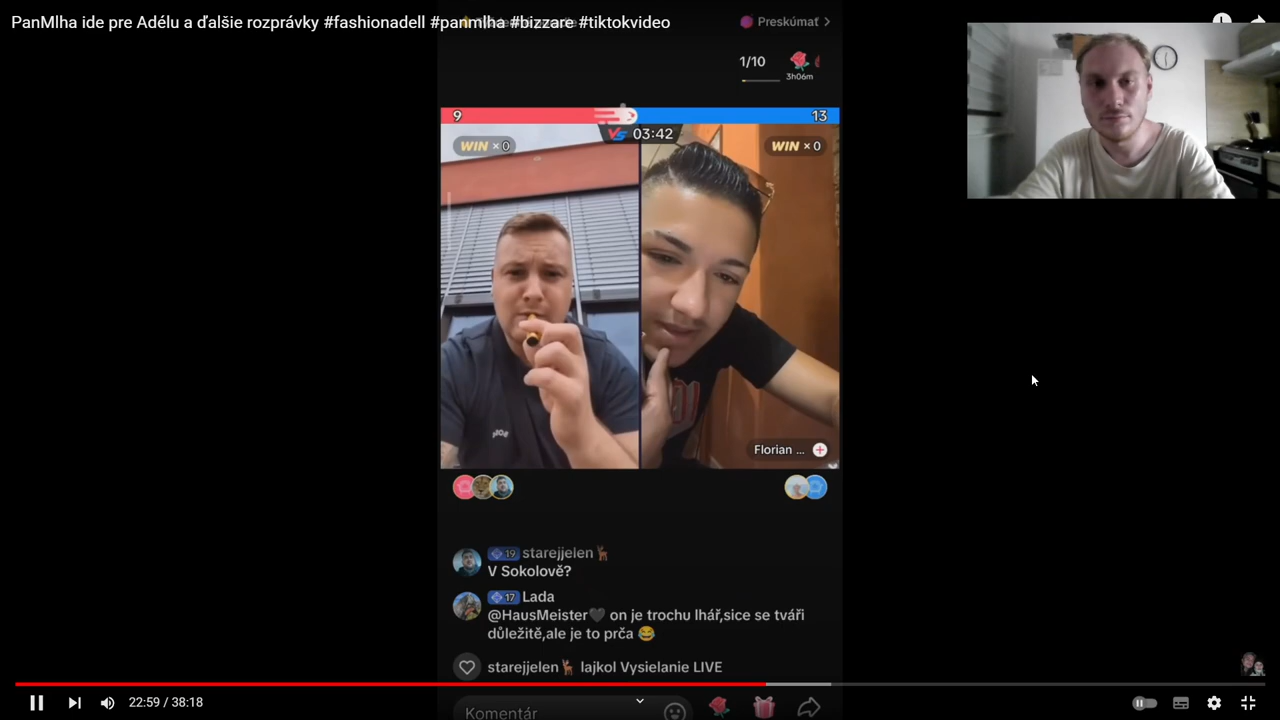 PanMlha ide pre Adélu a ďalšie rozprávky #fashionadell #panmlha #bizare #tiktokvideo
Preskúmať >
1/10
3h06m
9
13
VS 03:42
WIN × 0
WIN × 0
Florian ...
19 starejjelen🦌
V Sokolově?
17 Lada
@HausMeister🖤 on je trochu lhář,sice se tváři
důležitě,ale je to prča 😂
starejjelen🦌 lajkol Vysielanie LIVE
Komentár
22:59 / 38:18